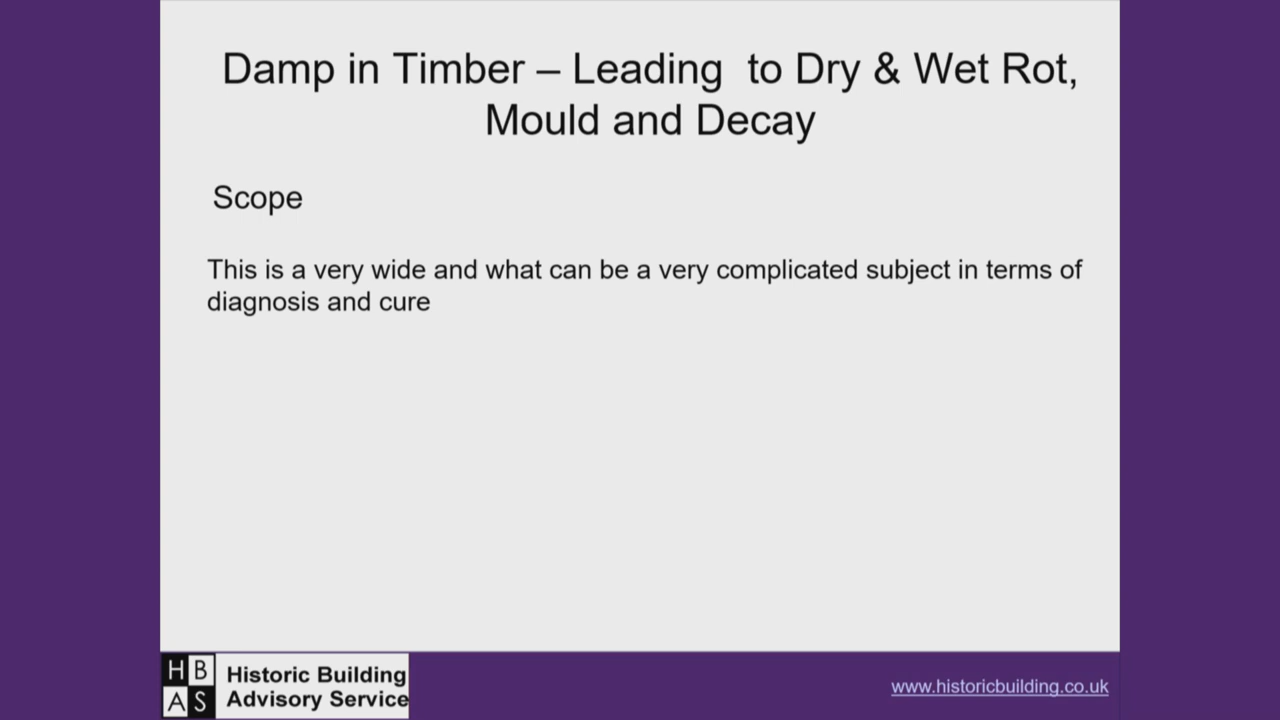 Damp in Timber – Leading  to Dry & Wet Rot,
Mould and Decay
Scope
This is a very wide and what can be a very complicated subject in terms of
diagnosis and cure
H B
A S
Historic Building
Advisory Service
www.historicbuilding.co.uk